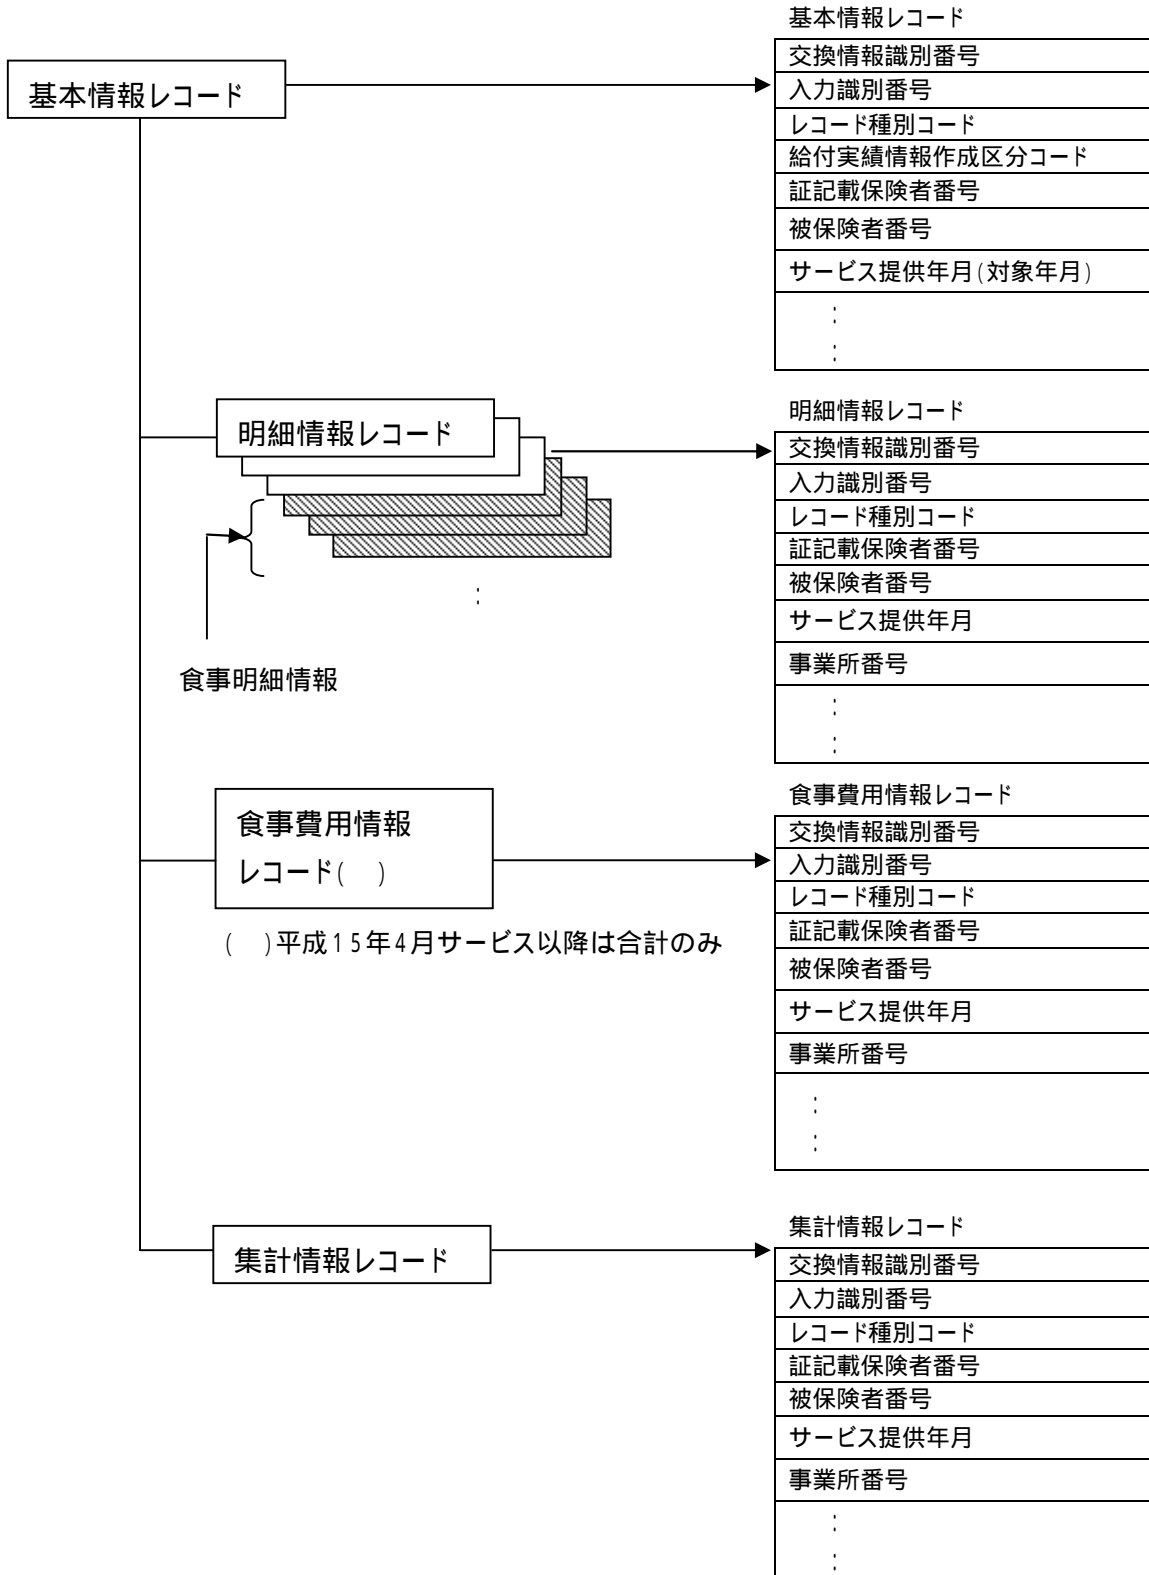 基本情報レコード
基本情報レコード
交換情報識別番号
入力識別番号
レコード種別コード
給付実績情報作成区分コード
証記載保険者番号
被保険者番号
サービス提供年月(対象年月)
:
:
明細情報レコード
:
食事明細情報
明細情報レコード
交換情報識別番号
入力識別番号
レコード種別コード
証記載保険者番号
被保険者番号
サービス提供年月
事業所番号
:
:
食事費用情報
レコード( )
( )平成15年4月サービス以降は合計のみ
食事費用情報レコード
交換情報識別番号
入力識別番号
レコード種別コード
証記載保険者番号
被保険者番号
サービス提供年月
事業所番号
:
:
集計情報レコード
集計情報レコード
交換情報識別番号
入力識別番号
レコード種別コード
証記載保険者番号
被保険者番号
サービス提供年月
事業所番号
:
: